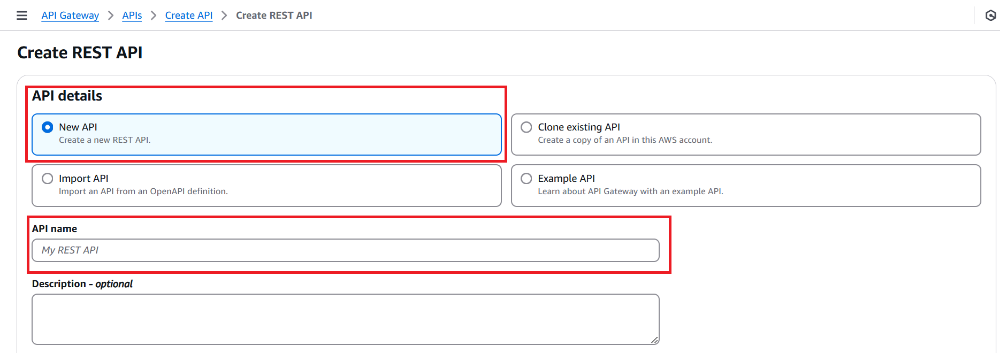 API Gateway > APIs > Create API > Create REST API
Create REST API
API details
New API
Create a new REST API.
Clone existing API
Create a copy of an API in this AWS account.
Import API
Import an API from an OpenAPI definition.
Example API
Learn about API Gateway with an example API.
API name
My REST API
Description - optional